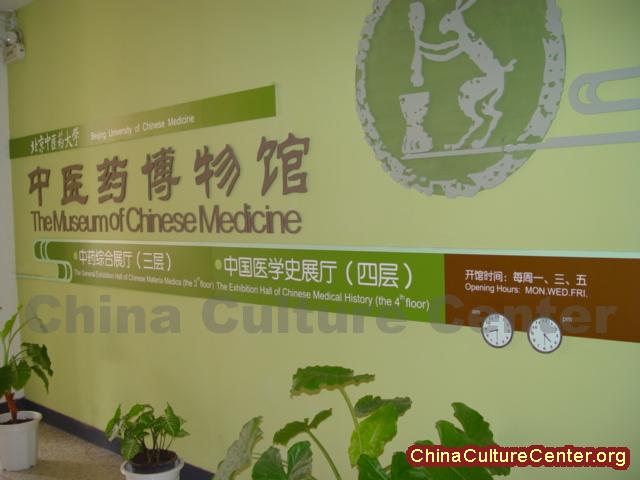 北京中医药大学 Beijing University of Chinese Medicine
中医药博物馆
The Museum of Chinese Medicine
中药综合展厅（三层）
The General Exhibition Hall of Chinese Materia Medica (the 3rd floor)
中国医学史展厅（四层）
The Exhibition Hall of Chinese Medical History (the 4th floor)
开馆时间：每周一、三、五
Opening Hours: MON.WED.FRI.
pm
China Culture Center
ChinaCultureCenter.org